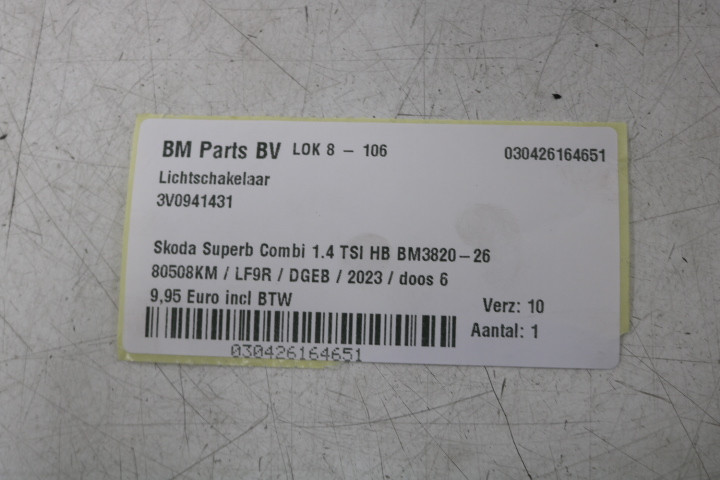 BM Parts BV LOK 8 - 106 030426164651
Lichtschakelaar
3V0941431
Skoda Superb Combi 1.4 TSI HB BM3820-26
80508KM / LF9R / DGEB / 2023 / doos 6
9,95 Euro incl BTW
Verz: 10
Aantal: 1
030426164651